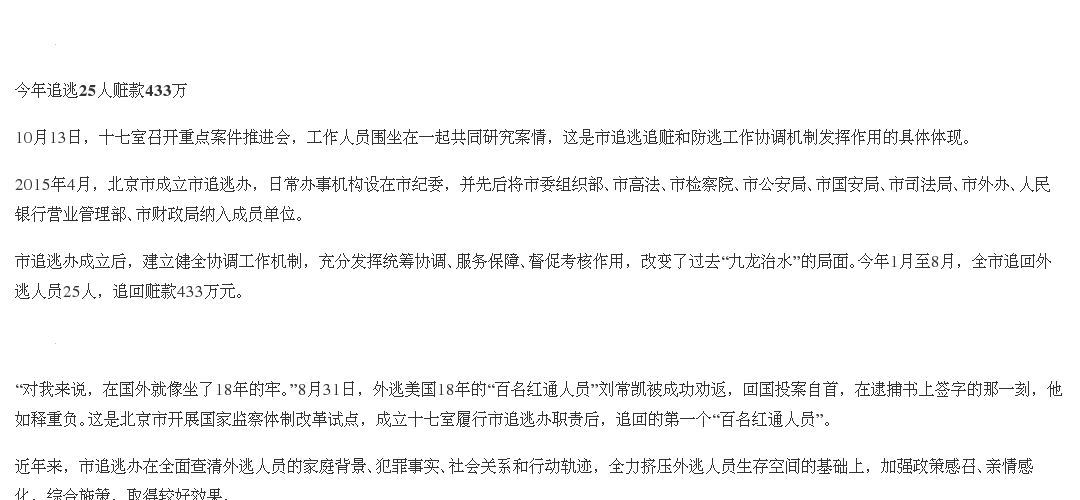 今年追逃25人赃款433万
10月13日，十七室召开重点案件推进会，工作人员围坐在一起共同研究案情，这是市追逃追赃和防逃工作协调机制发挥作用的具体体现。
2015年4月，北京市成立市追逃办，日常办事机构设在市纪委，并先后将市委组织部、市高法、市检察院、市公安局、市国安局、市司法局、市外办、人民
银行营业管理部、市财政局纳入成员单位。
市追逃办成立后，建立健全协调工作机制，充分发挥统筹协调、服务保障、督促考核作用，改变了过去“九龙治水”的局面。今年1月至8月，全市追回外
逃人员25人，追回赃款433万元。
“对我来说，在国外就像坐了18年的牢。”8月31日，外逃美国18年的“百名红通人员”刘常凯被成功劝返，回国投案自首，在逮捕书上签字的那一刻，他
如释重负。这是北京市开展国家监察体制改革试点，成立十七室履行市追逃办职责后，追回的第一个“百名红通人员”。
近年来，市追逃办在全面查清外逃人员的家庭背景、犯罪事实、社会关系和行动轨迹，全力挤压外逃人员生存空间的基础上，加强政策感召、亲情感
化，综合施策，取得较好效果。